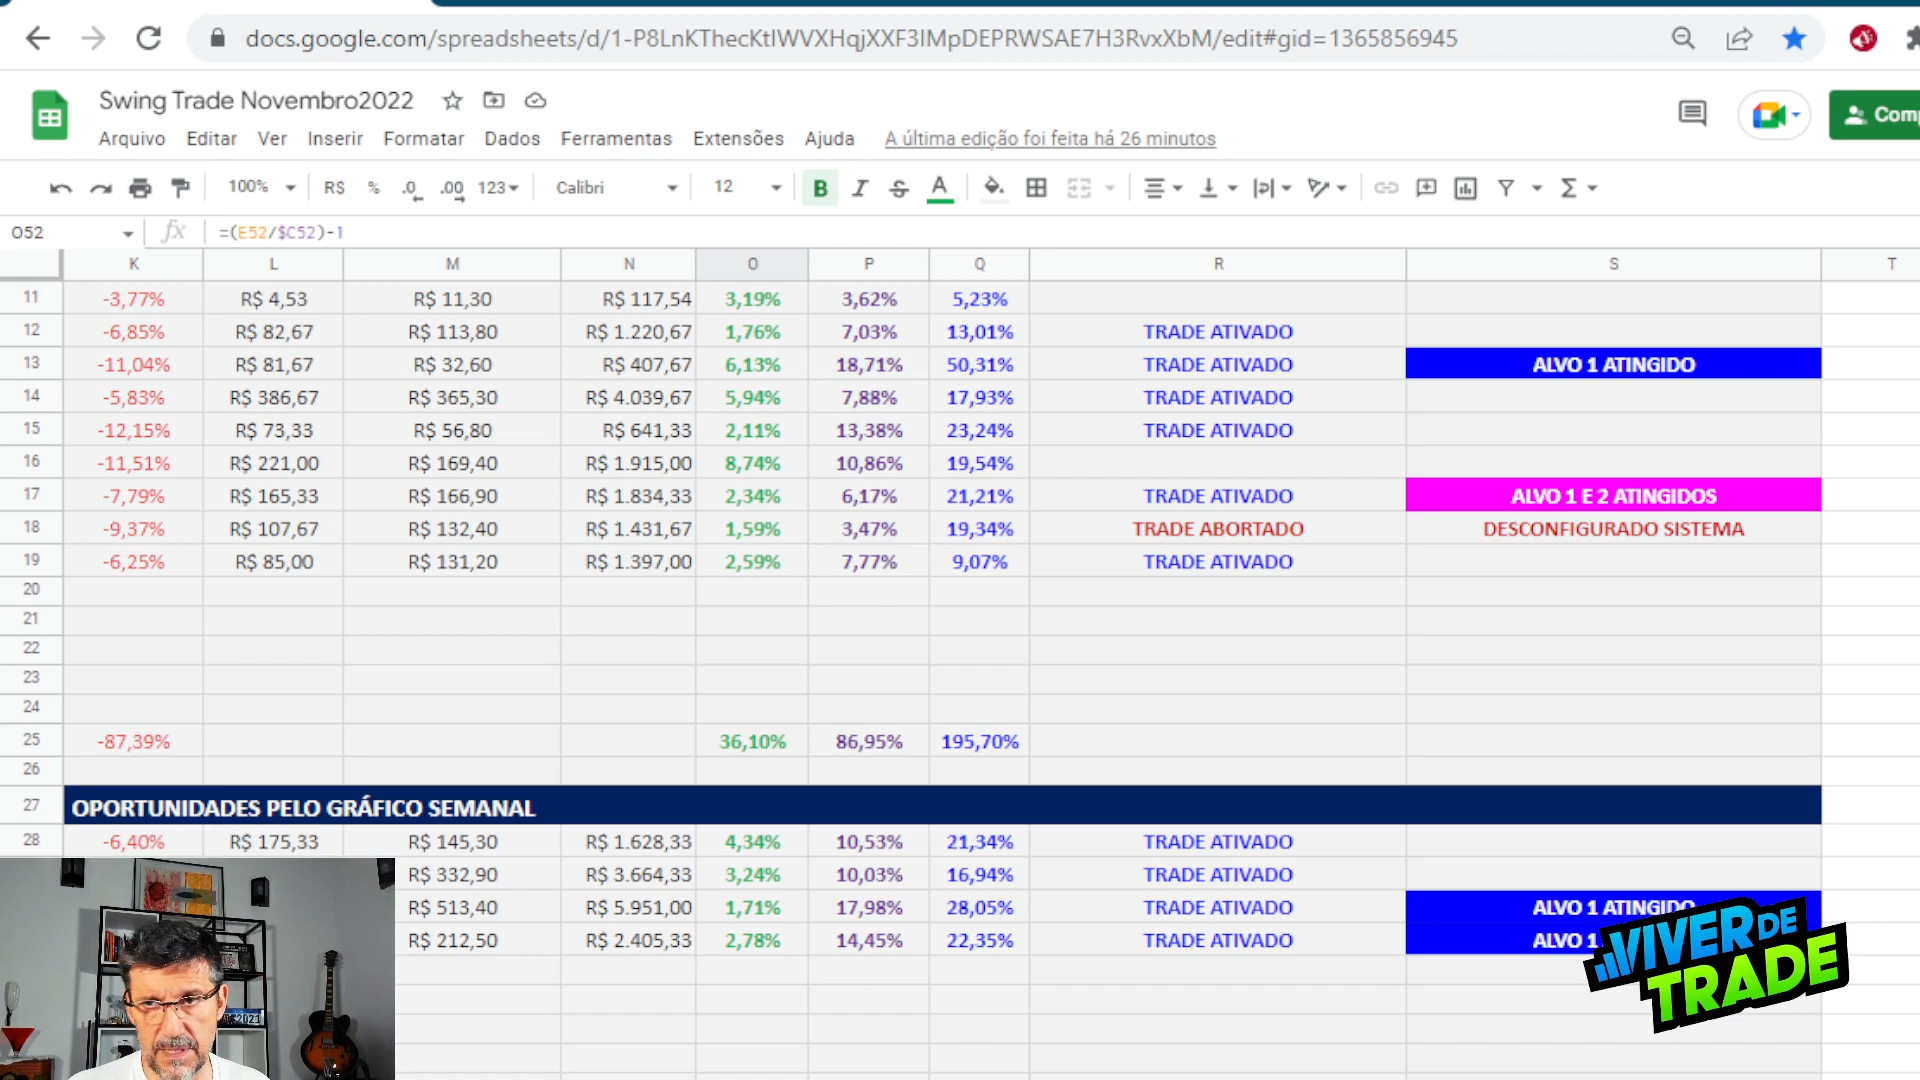 docs.google.com/spreadsheets/d/1-P8LnKThecKtIWVXHqjXXF3IMpDEPRWSAE7H3RvxXbM/edit#gid=1365856945
Swing Trade Novembro2022
Comp
Arquivo Editar Ver Inserir Formatar Dados Ferramentas Extensões Ajuda A última edição foi feita há 26 minutos
100% R$ % .0 .00 123 Calibri 12 B I S A
O52 fx =(E52/$C52)-1
K L M N O P Q R S T
11 -3,77% R$ 4,53 R$ 11,30 R$ 117,54 3,19% 3,62% 5,23%
12 -6,85% R$ 82,67 R$ 113,80 R$ 1.220,67 1,76% 7,03% 13,01% TRADE ATIVADO
13 -11,04% R$ 81,67 R$ 32,60 R$ 407,67 6,13% 18,71% 50,31% TRADE ATIVADO ALVO 1 ATINGIDO
14 -5,83% R$ 386,67 R$ 365,30 R$ 4.039,67 5,94% 7,88% 17,93% TRADE ATIVADO
15 -12,15% R$ 73,33 R$ 56,80 R$ 641,33 2,11% 13,38% 23,24% TRADE ATIVADO
16 -11,51% R$ 221,00 R$ 169,40 R$ 1.915,00 8,74% 10,86% 19,54%
17 -7,79% R$ 165,33 R$ 166,90 R$ 1.834,33 2,34% 6,17% 21,21% TRADE ATIVADO ALVO 1 E 2 ATINGIDOS
18 -9,37% R$ 107,67 R$ 132,40 R$ 1.431,67 1,59% 3,47% 19,34% TRADE ABORTADO DESCONFIGURADO SISTEMA
19 -6,25% R$ 85,00 R$ 131,20 R$ 1.397,00 2,59% 7,77% 9,07% TRADE ATIVADO
20
21
22
23
24
25 -87,39% 36,10% 86,95% 195,70%
26
27 OPORTUNIDADES PELO GRÁFICO SEMANAL
28 -6,40% R$ 175,33 R$ 145,30 R$ 1.628,33 4,34% 10,53% 21,34% TRADE ATIVADO
R$ 332,90 R$ 3.664,33 3,24% 10,03% 16,94% TRADE ATIVADO
R$ 513,40 R$ 5.951,00 1,71% 17,98% 28,05% TRADE ATIVADO ALVO 1 ATINGIDO
R$ 212,50 R$ 2.405,33 2,78% 14,45% 22,35% TRADE ATIVADO ALVO 1
VIVER DE
TRADE